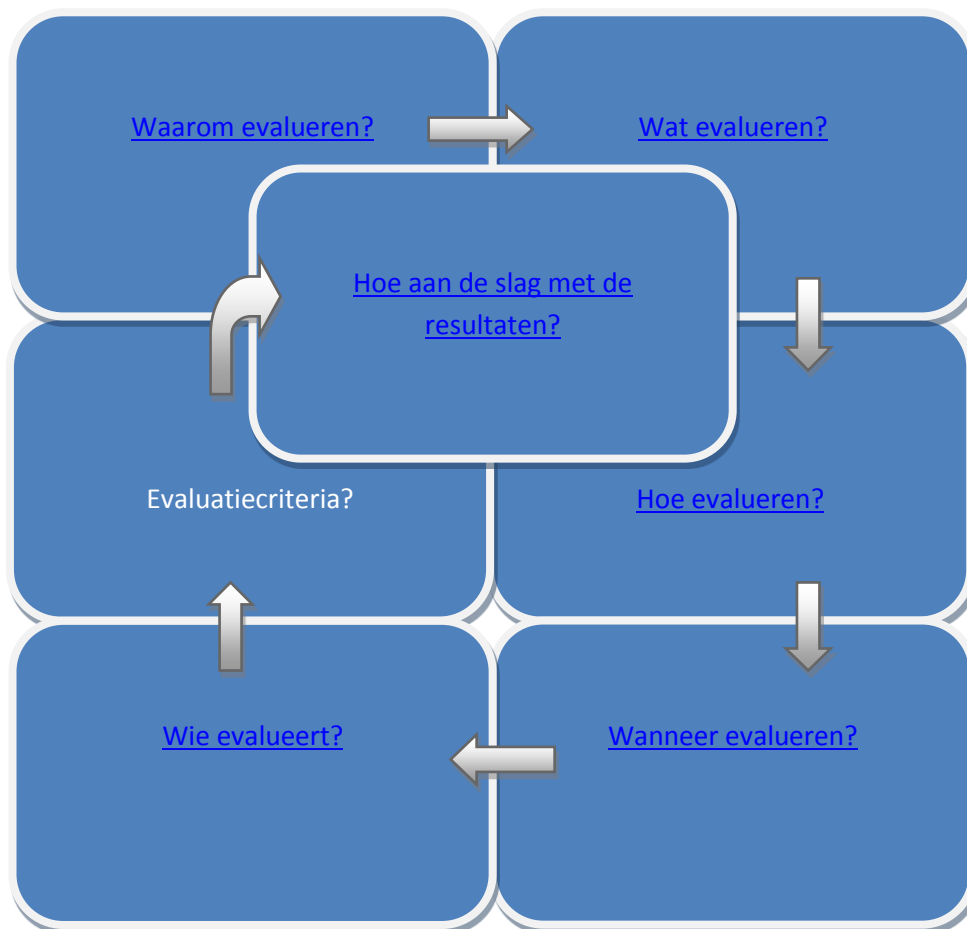 Waarom evalueren?
Wat evalueren?
Hoe aan de slag met de
resultaten?
Evaluatiecriteria?
Hoe evalueren?
Wie evalueert?
Wanneer evalueren?